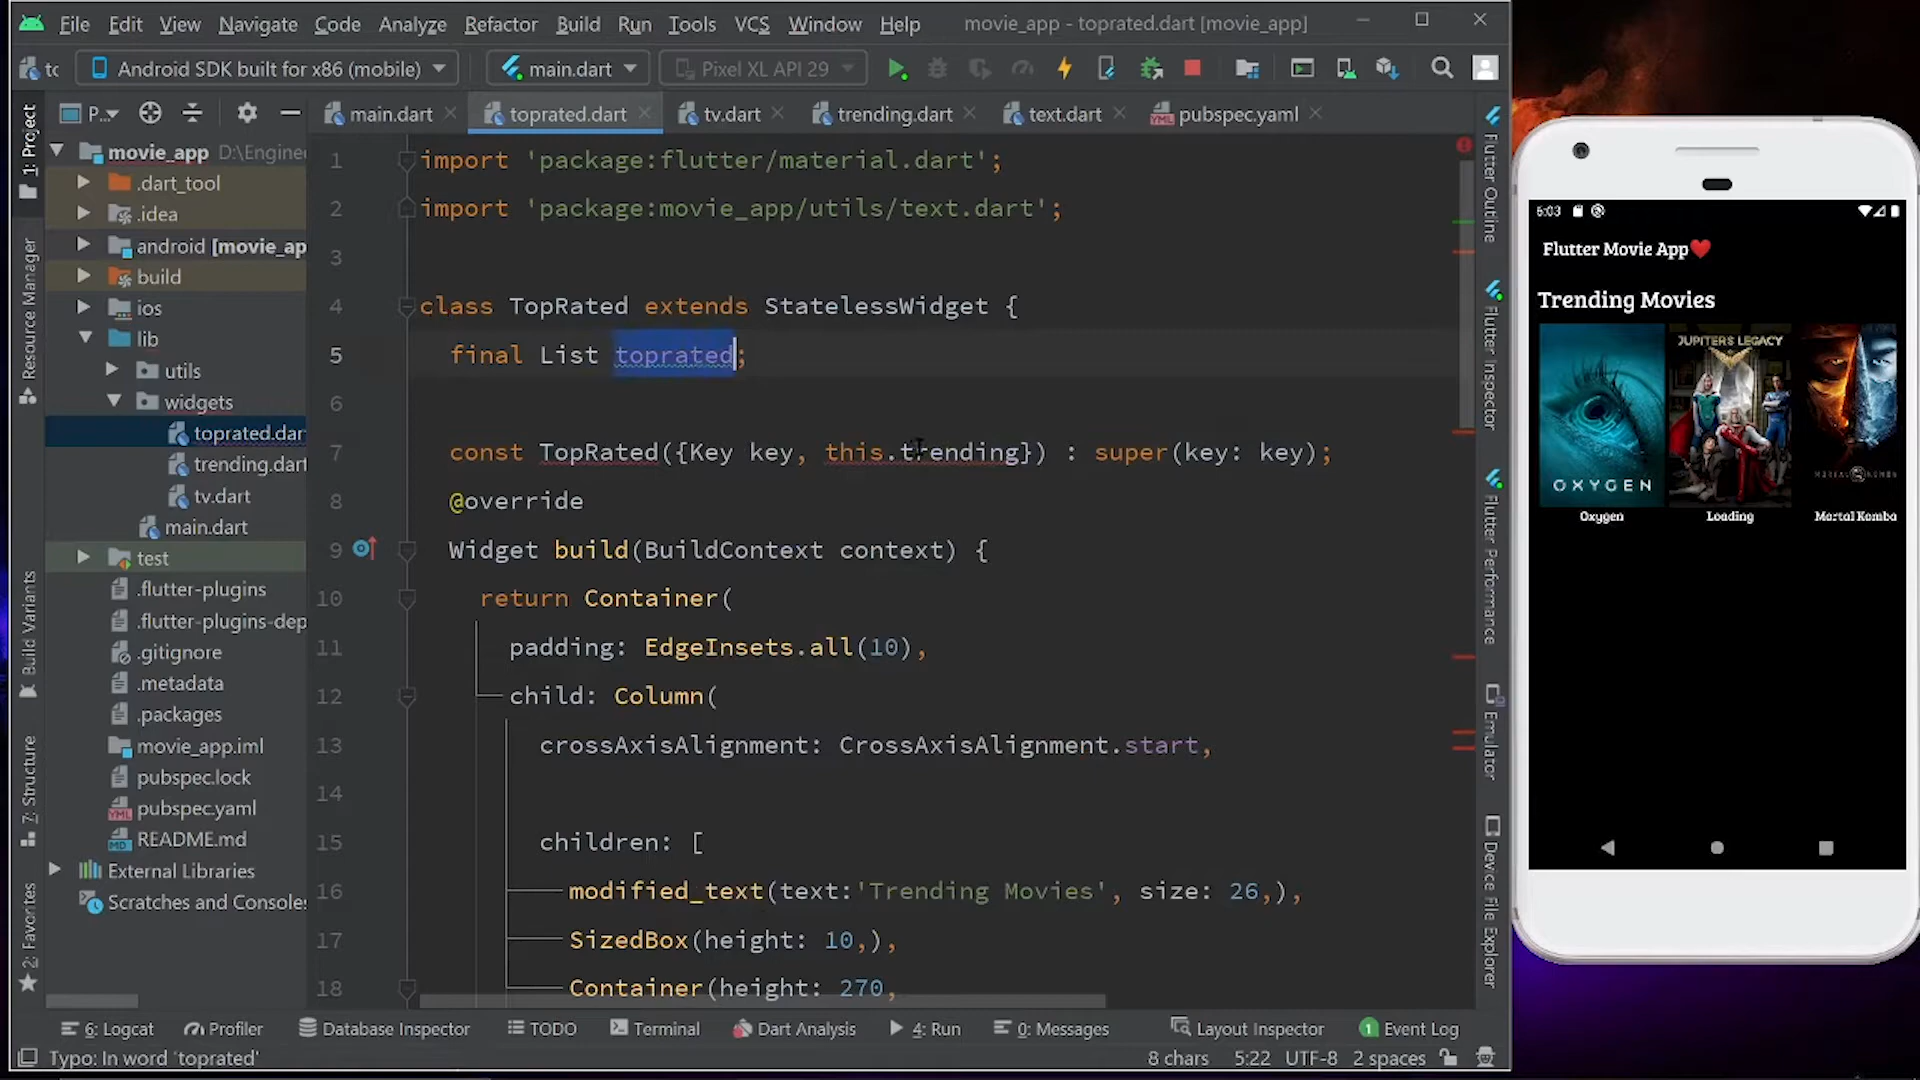 File Edit View Navigate Code Analyze Refactor Build Run Tools VCS Window Help movie_app - toprated.dart [movie_app]
tc Android SDK built for x86 (mobile) main.dart Pixel XL API 29
P... main.dart toprated.dart tv.dart trending.dart text.dart pubspec.yaml
1: Project
Resource Manager
Build Variants
7: Structure
2: Favorites
movie_app D:\Engine
.dart_tool
.idea
android [movie_ap
build
ios
lib
utils
widgets
toprated.dar
trending.dart
tv.dart
main.dart
test
.flutter-plugins
.flutter-plugins-dep
.gitignore
.metadata
.packages
movie_app.iml
pubspec.lock
pubspec.yaml
README.md
External Libraries
Scratches and Consoles
1 import 'package:flutter/material.dart';
2 import 'package:movie_app/utils/text.dart';
3
4 class TopRated extends StatelessWidget {
5 final List toprated;
6
7 const TopRated({Key key, this.trending}) : super(key: key);
8 @override
9 Widget build(BuildContext context) {
10 return Container(
11 padding: EdgeInsets.all(10),
12 child: Column(
13 crossAxisAlignment: CrossAxisAlignment.start,
14
15 children: [
16 modified_text(text:'Trending Movies', size: 26,),
17 SizedBox(height: 10,),
18 Container(height: 270,
Flutter Outline
Flutter Inspector
Flutter Performance
Emulator
Device File Explorer
6: Logcat Profiler Database Inspector TODO Terminal Dart Analysis 4: Run 0: Messages Layout Inspector 1 Event Log
Typo: In word 'toprated' 8 chars 5:22 UTF-8 2 spaces
6:03
Flutter Movie App❤️
Trending Movies
JUPITER'S LEGACY
OXYGEN
MORTAL KOMBA
Oxygen Loading Mortal Komba